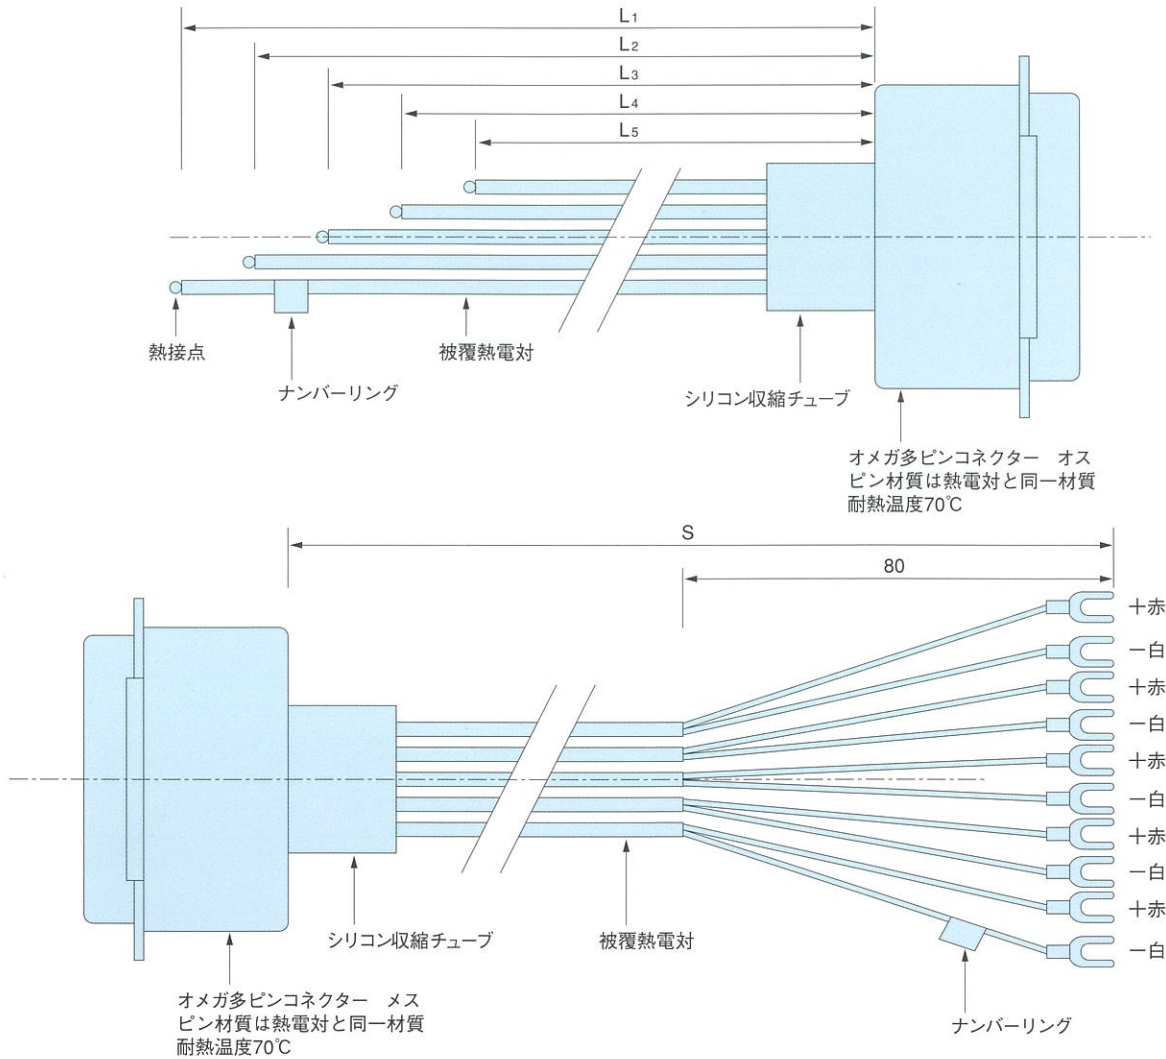 L1
L2
L3
L4
L5
熱接点
被覆熱電対
ナンバーリング
シリコン収縮チューブ
オメガ多ピンコネクター　オス
ピン材質は熱電対と同一材質
耐熱温度70℃
S
80
＋赤
－白
＋赤
－白
＋赤
－白
＋赤
－白
＋赤
－白
シリコン収縮チューブ
被覆熱電対
オメガ多ピンコネクター　メス
ピン材質は熱電対と同一材質
耐熱温度70℃
ナンバーリング